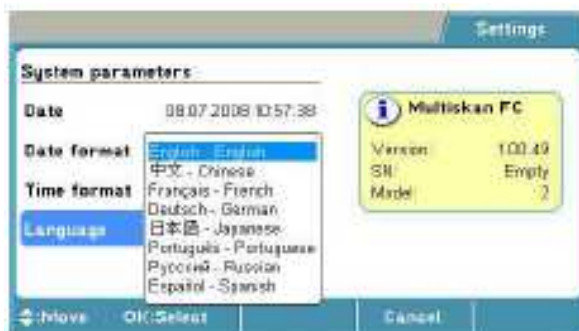 Settings
System parameters
Date 08.07.2008 10:57:38
Date format
Time format
Language
English - English
中文 - Chinese
Français - French
Deutsch - German
日本語 - Japanese
Português - Portuguese
Русский - Russian
Español - Spanish
Multiskan FC
Version: 1.00.49
SN: Empty
Model: 2
:Move OK:Select Cancel